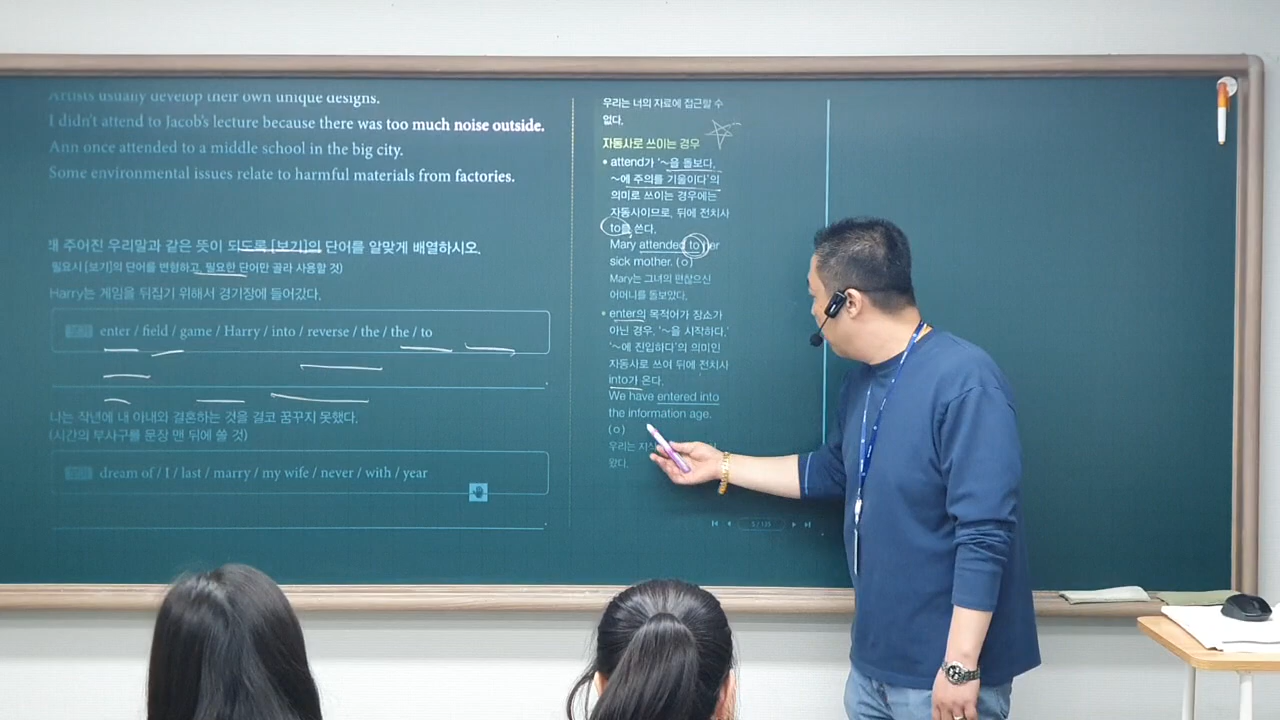 Artists usually develop their own unique designs.
I didn't attend to Jacob's lecture because there was too much noise outside.
Ann once attended to a middle school in the big city.
Some environmental issues relate to harmful materials from factories.
주어진 우리말과 같은 뜻이 되도록 [보기]의 단어를 알맞게 배열하시오.
필요시 [보기]의 단어를 변형하고, 필요한 단어만 골라 사용할 것)
Harry는 게임을 뒤집기 위해서 경기장에 들어갔다.
enter / field / game / Harry / into / reverse / the / the / to
나는 작년에 내 아내와 결혼하는 것을 결코 꿈꾸지 못했다.
(시간의 부사구를 문장 맨 뒤에 쓸 것)
dream of / I / last / marry / my wife / never / with / year
우리는 너의 자료에 접근할 수
없다.
자동사로 쓰이는 경우
• attend가 '~을 돌보다,
~에 주의를 기울이다'의
의미로 쓰이는 경우에는
자동사이므로, 뒤에 전치사
to를 쓴다.
Mary attended to her
sick mother. (o)
Mary는 그녀의 편찮으신
어머니를 돌보았다.
• enter의 목적어가 장소가
아닌 경우, '~을 시작하다,'
'~에 진입하다'의 의미인
자동사로 쓰여 뒤에 전치사
into가 온다.
We have entered into
the information age.
(o)
우리는
왔다.